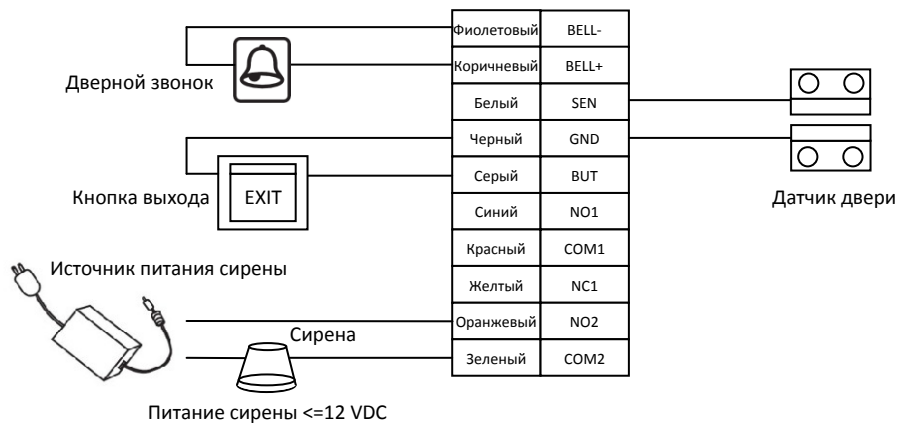 Фиолетовый BELL-
Коричневый BELL+
Дверной звонок
Белый SEN
Черный GND
Кнопка выхода EXIT
Серый BUT
Датчик двери
Синий NO1
Красный COM1
Источник питания сирены
Желтый NC1
Оранжевый NO2
Сирена
Зеленый COM2
Питание сирены <=12 VDC